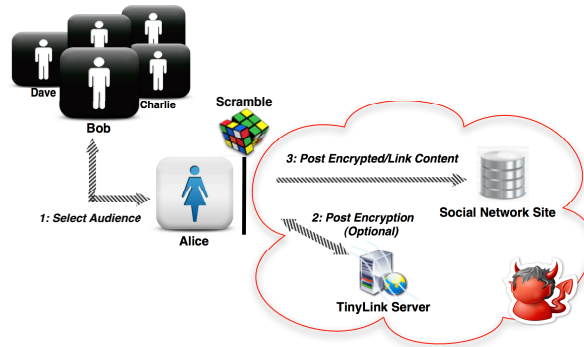 Dave
Charlie
Bob
Scramble
3: Post Encrypted/Link Content
1: Select Audience
Alice
2: Post Encryption
(Optional)
Social Network Site
TinyLink Server